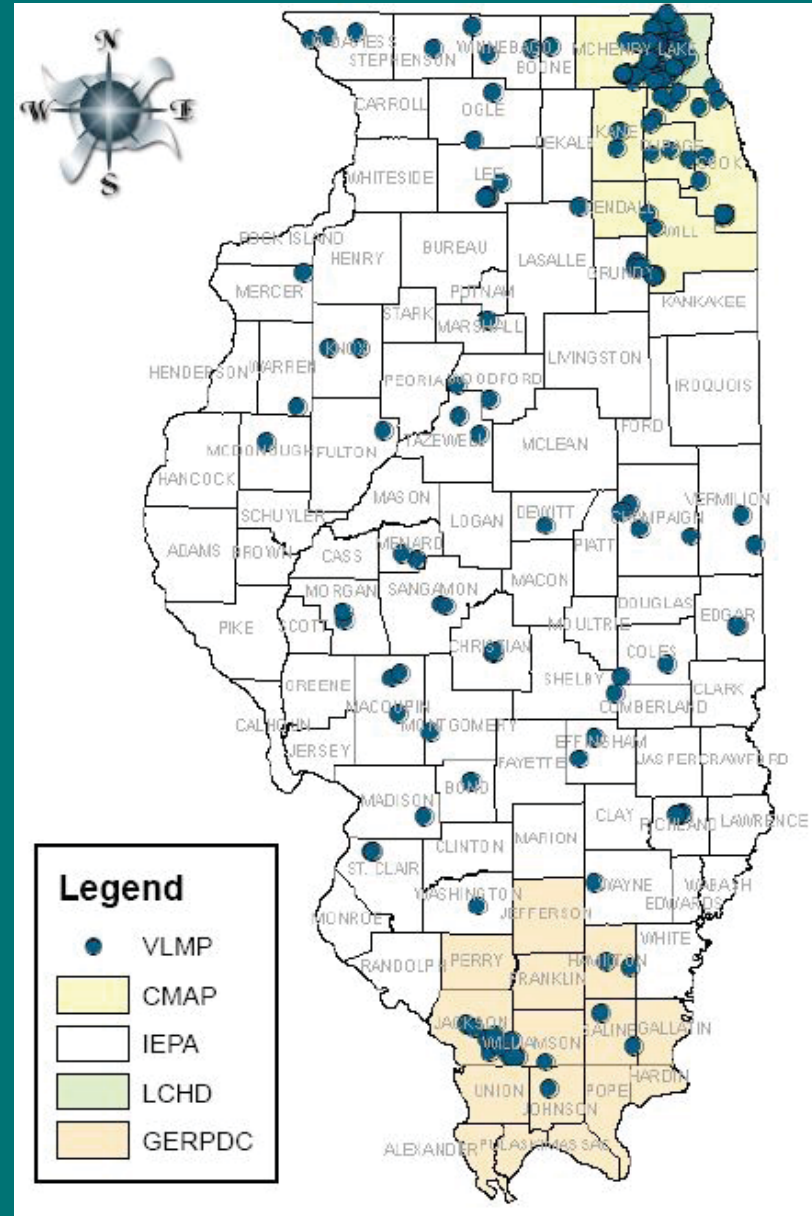 N
W E
S
JO DAVIESS
STEPHENSON
WINNEBAGO
BOONE
MCHENRY
LAKE
CARROLL
OGLE
DEKALB
KANE
DUPAGE
COOK
WHITESIDE
LEE
KENDALL
WILL
ROCK ISLAND
HENRY
BUREAU
LASALLE
GRUNDY
MERCER
PUTNAM
KANKAKEE
STARK
MARSHALL
HENDERSON
WARREN
KNOX
PEORIA
WOODFORD
LIVINGSTON
IROQUOIS
FORD
MCDONOUGH
FULTON
TAZEWELL
MCLEAN
HANCOCK
SCHUYLER
MASON
LOGAN
DEWITT
CHAMPAIGN
VERMILION
ADAMS
BROWN
CASS
MENARD
PIATT
MORGAN
SANGAMON
MACON
DOUGLAS
EDGAR
PIKE
SCOTT
CHRISTIAN
MOULTRIE
COLES
GREENE
SHELBY
CLARK
CALHOUN
MACOUPIN
MONTGOMERY
CUMBERLAND
JERSEY
FAYETTE
EFFINGHAM
JASPER
CRAWFORD
MADISON
BOND
CLAY
RICHLAND
LAWRENCE
ST. CLAIR
CLINTON
MARION
MONROE
WASHINGTON
JEFFERSON
WAYNE
EDWARDS
WABASH
RANDOLPH
PERRY
FRANKLIN
HAMILTON
WHITE
JACKSON
WILLIAMSON
SALINE
GALLATIN
UNION
JOHNSON
POPE
HARDIN
ALEXANDER
PULASKI
MASSAC
Legend
VLMP
CMAP
IEPA
LCHD
GERPDC